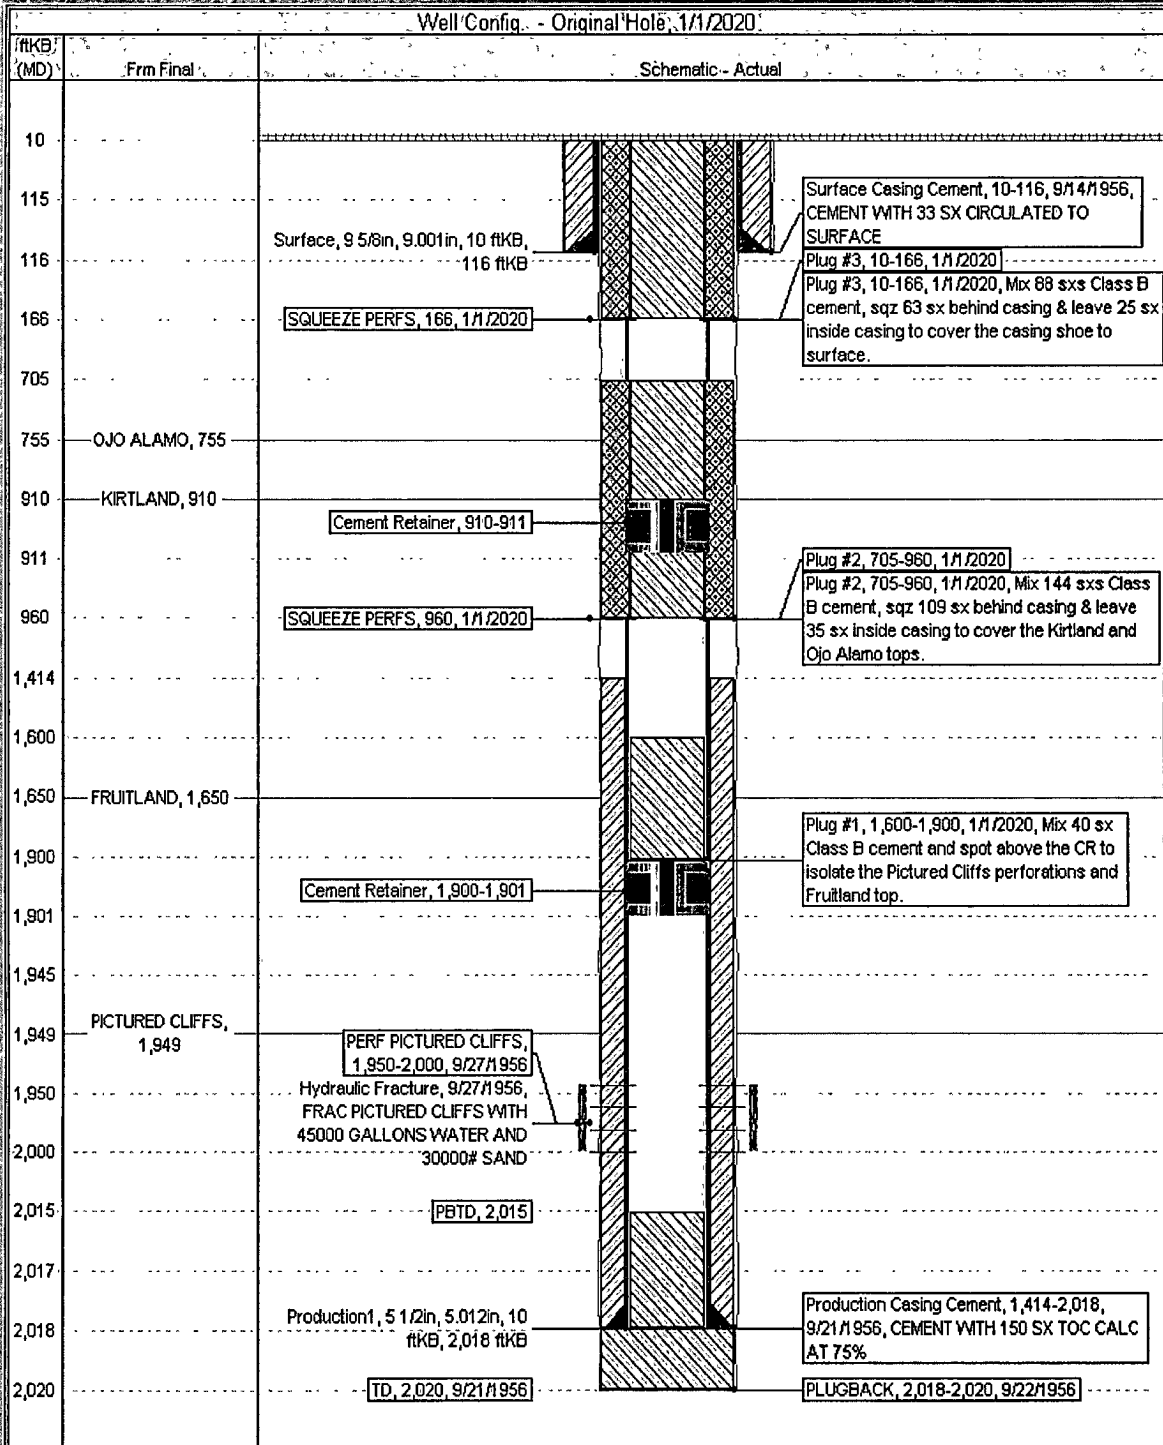 Well Config. - Original Hole, 1/1/2020
ftKB
(MD)
Frm Final
Schematic - Actual
10
115
Surface Casing Cement, 10-116, 9/14/1956,
CEMENT WITH 33 SX CIRCULATED TO
SURFACE
Surface, 9 5/8in, 9.001in, 10 ftKB,
116 ftKB
116
Plug #3, 10-166, 1/1/2020
Plug #3, 10-166, 1/1/2020, Mix 88 sxs Class B
cement, sqz 63 sx behind casing & leave 25 sx
inside casing to cover the casing shoe to
surface.
166
SQUEEZE PERFS, 166, 1/1/2020
705
755
OJO ALAMO, 755
910
KIRTLAND, 910
Cement Retainer, 910-911
911
Plug #2, 705-960, 1/1/2020
Plug #2, 705-960, 1/1/2020, Mix 144 sxs Class
B cement, sqz 109 sx behind casing & leave
35 sx inside casing to cover the Kirtland and
Ojo Alamo tops.
960
SQUEEZE PERFS, 960, 1/1/2020
1,414
1,600
1,650
FRUITLAND, 1,650
Plug #1, 1,600-1,900, 1/1/2020, Mix 40 sx
Class B cement and spot above the CR to
isolate the Pictured Cliffs perforations and
Fruitland top.
1,900
Cement Retainer, 1,900-1,901
1,901
1,945
PICTURED CLIFFS,
1,949
1,949
PERF PICTURED CLIFFS,
1,950-2,000, 9/27/1956
Hydraulic Fracture, 9/27/1956,
FRAC PICTURED CLIFFS WITH
45000 GALLONS WATER AND
30000# SAND
1,950
2,000
2,015
PBTD, 2,015
2,017
Production1, 5 1/2in, 5.012in, 10
ftKB, 2,018 ftKB
Production Casing Cement, 1,414-2,018,
9/21/1956, CEMENT WITH 150 SX TOC CALC
AT 75%
2,018
2,020
TD, 2,020, 9/21/1956
PLUGBACK, 2,018-2,020, 9/22/1956